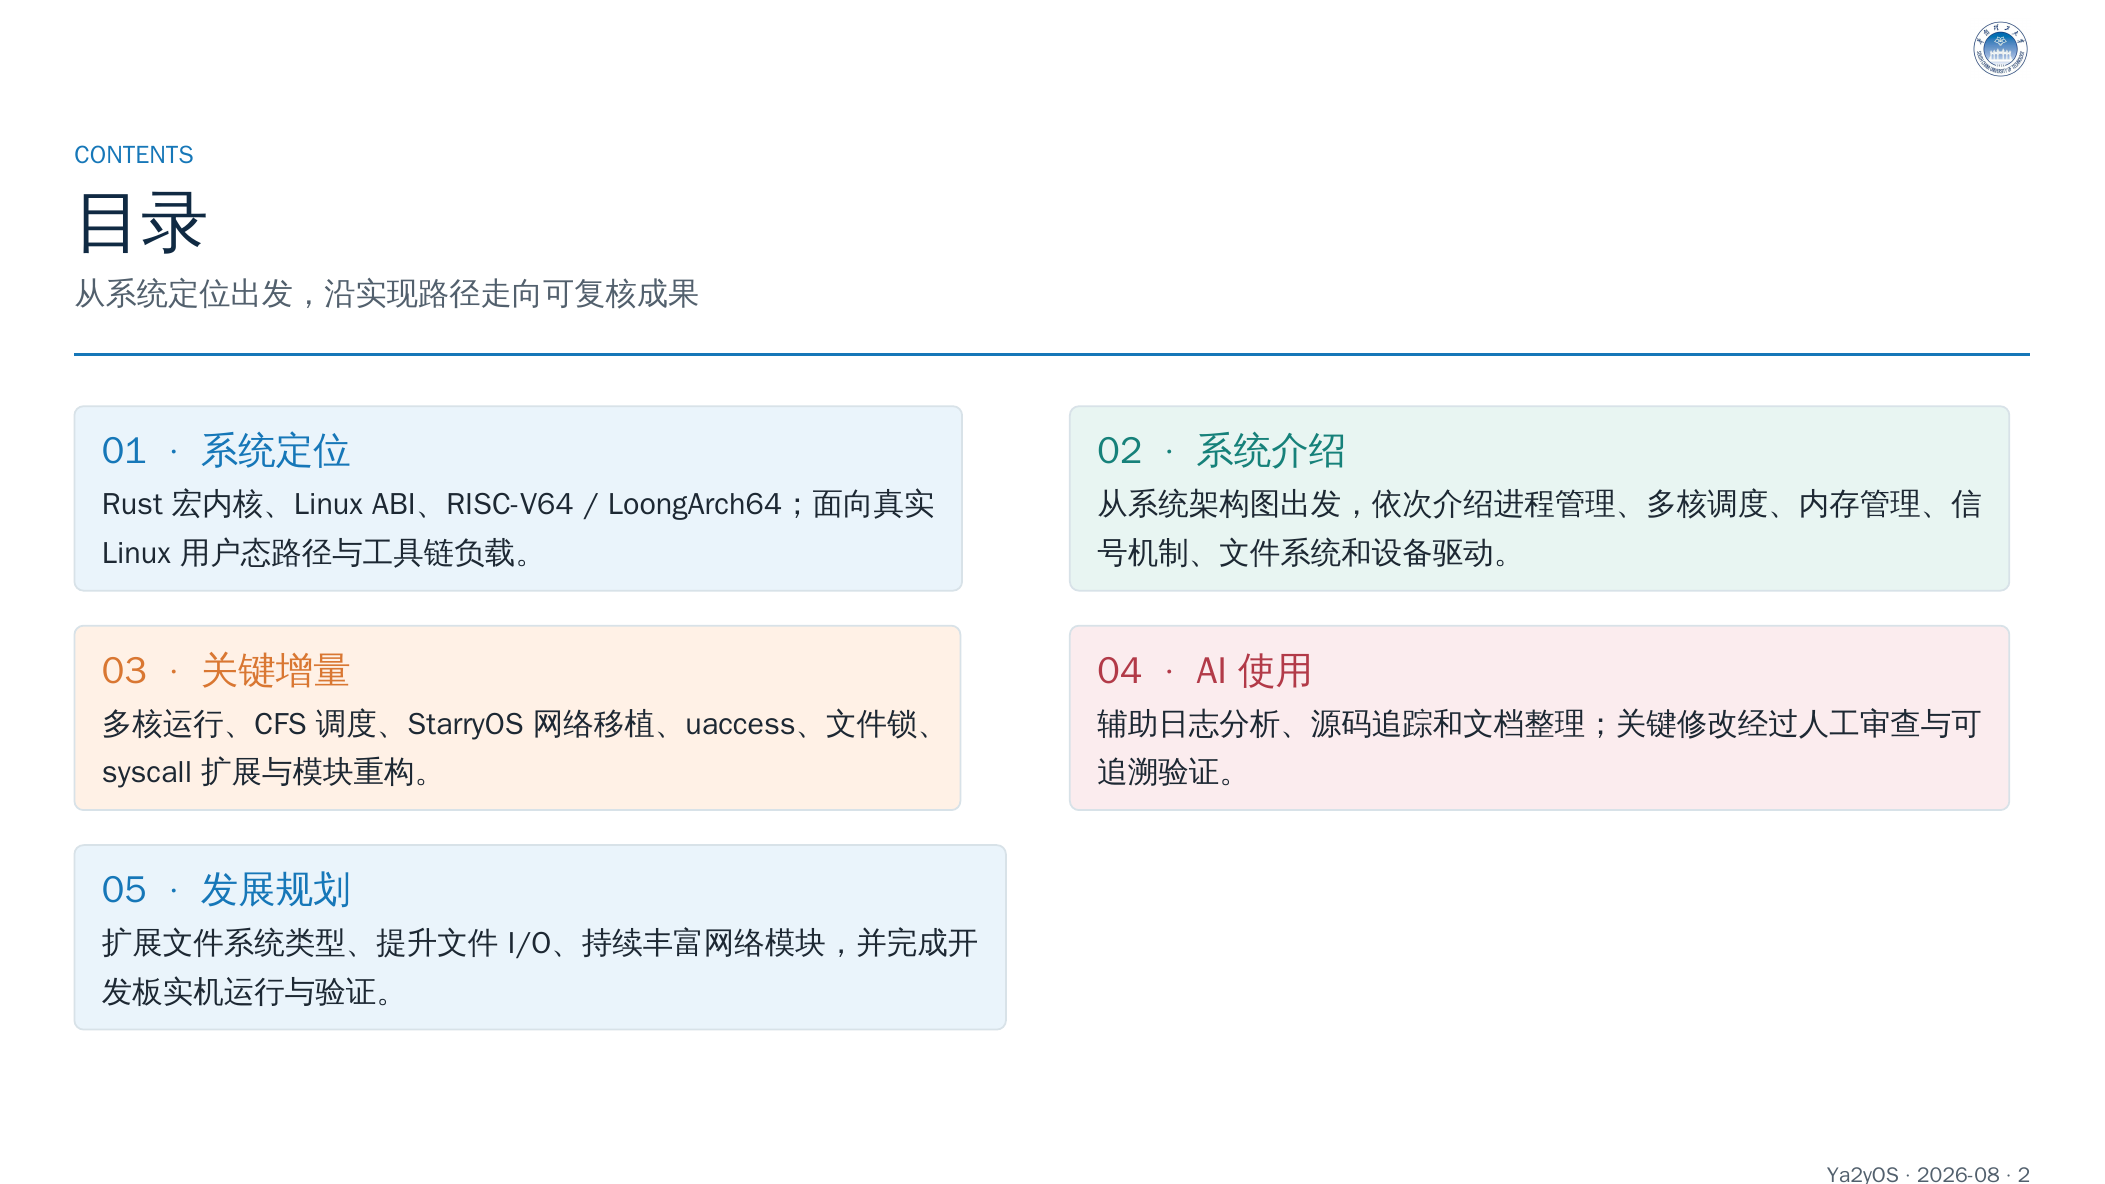 CONTENTS
目录
从系统定位出发，沿实现路径走向可复核成果
01 · 系统定位
Rust 宏内核、Linux ABI、RISC-V64 / LoongArch64；面向真实
Linux 用户态路径与工具链负载。
02 · 系统介绍
从系统架构图出发，依次介绍进程管理、多核调度、内存管理、信
号机制、文件系统和设备驱动。
03 · 关键增量
多核运行、CFS 调度、StarryOS 网络移植、uaccess、文件锁、
syscall 扩展与模块重构。
04 · AI 使用
辅助日志分析、源码追踪和文档整理；关键修改经过人工审查与可
追溯验证。
05 · 发展规划
扩展文件系统类型、提升文件 I/O、持续丰富网络模块，并完成开
发板实机运行与验证。
Ya2yOS · 2026-08 · 2